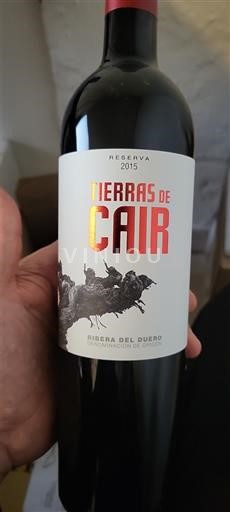 RESERVA
2015
TIERRAS DE
CAIR
VINIOU
RIBERA DEL DUERO
DENOMINACIÓN DE ORIGEN